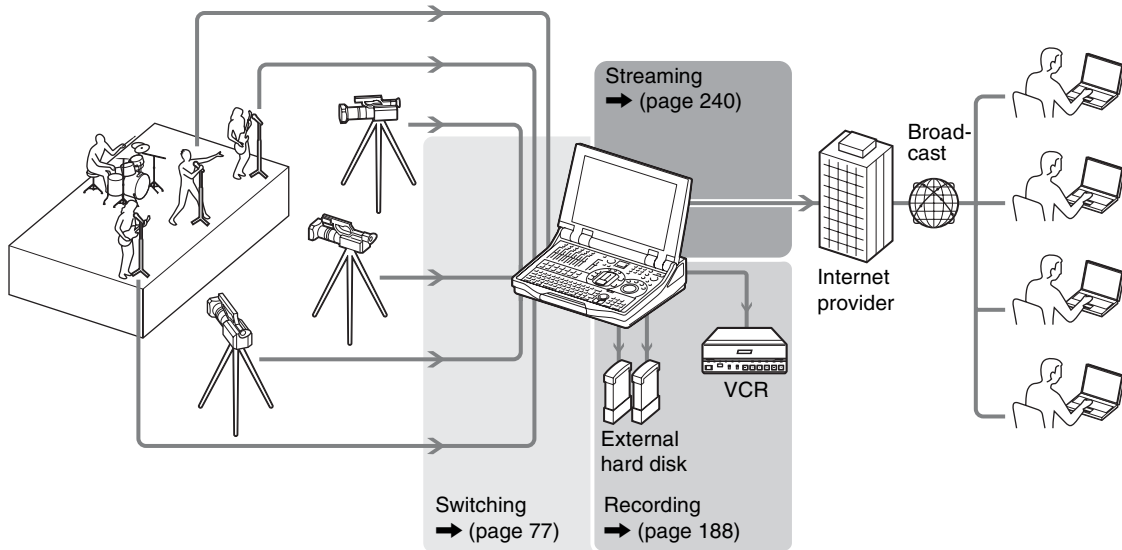 Streaming
➡ (page 240)
Broad-
cast
Internet
provider
VCR
External
hard disk
Switching
➡ (page 77)
Recording
➡ (page 188)